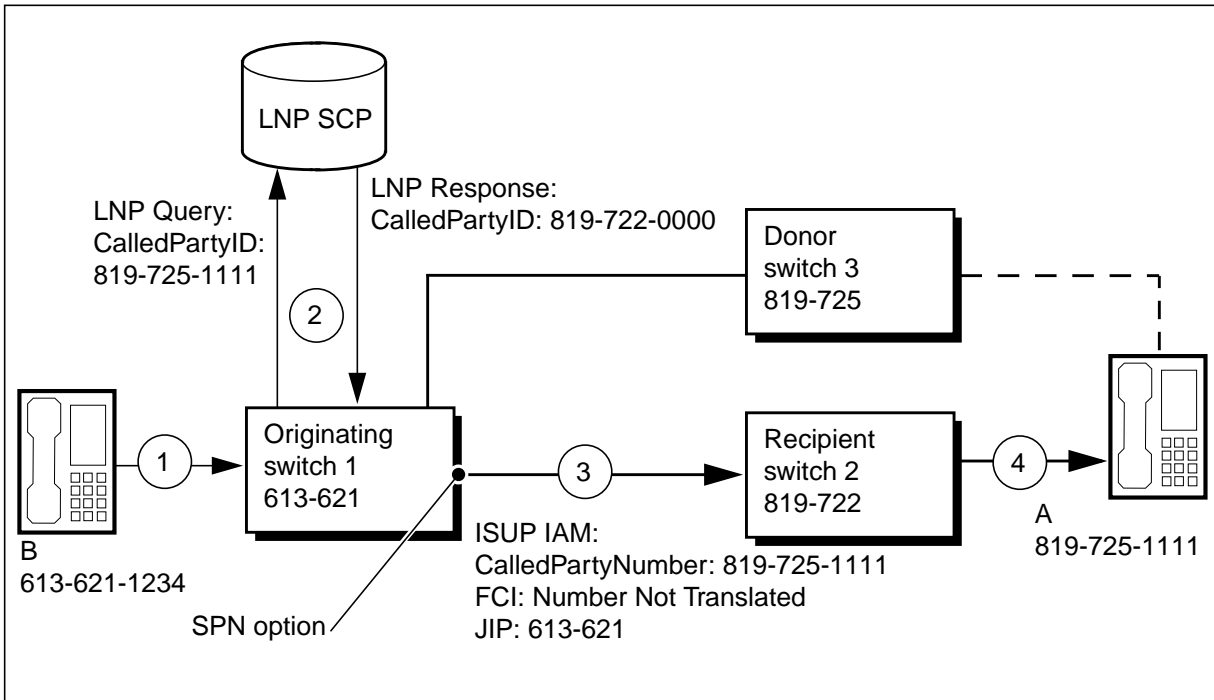 LNP SCP
LNP Query:
CalledPartyID:
819-725-1111
LNP Response:
CalledPartyID: 819-722-0000
2
Donor
switch 3
819-725
1
Originating
switch 1
613-621
3
Recipient
switch 2
819-722
4
B
613-621-1234
SPN option
ISUP IAM:
CalledPartyNumber: 819-725-1111
FCI: Number Not Translated
JIP: 613-621
A
819-725-1111